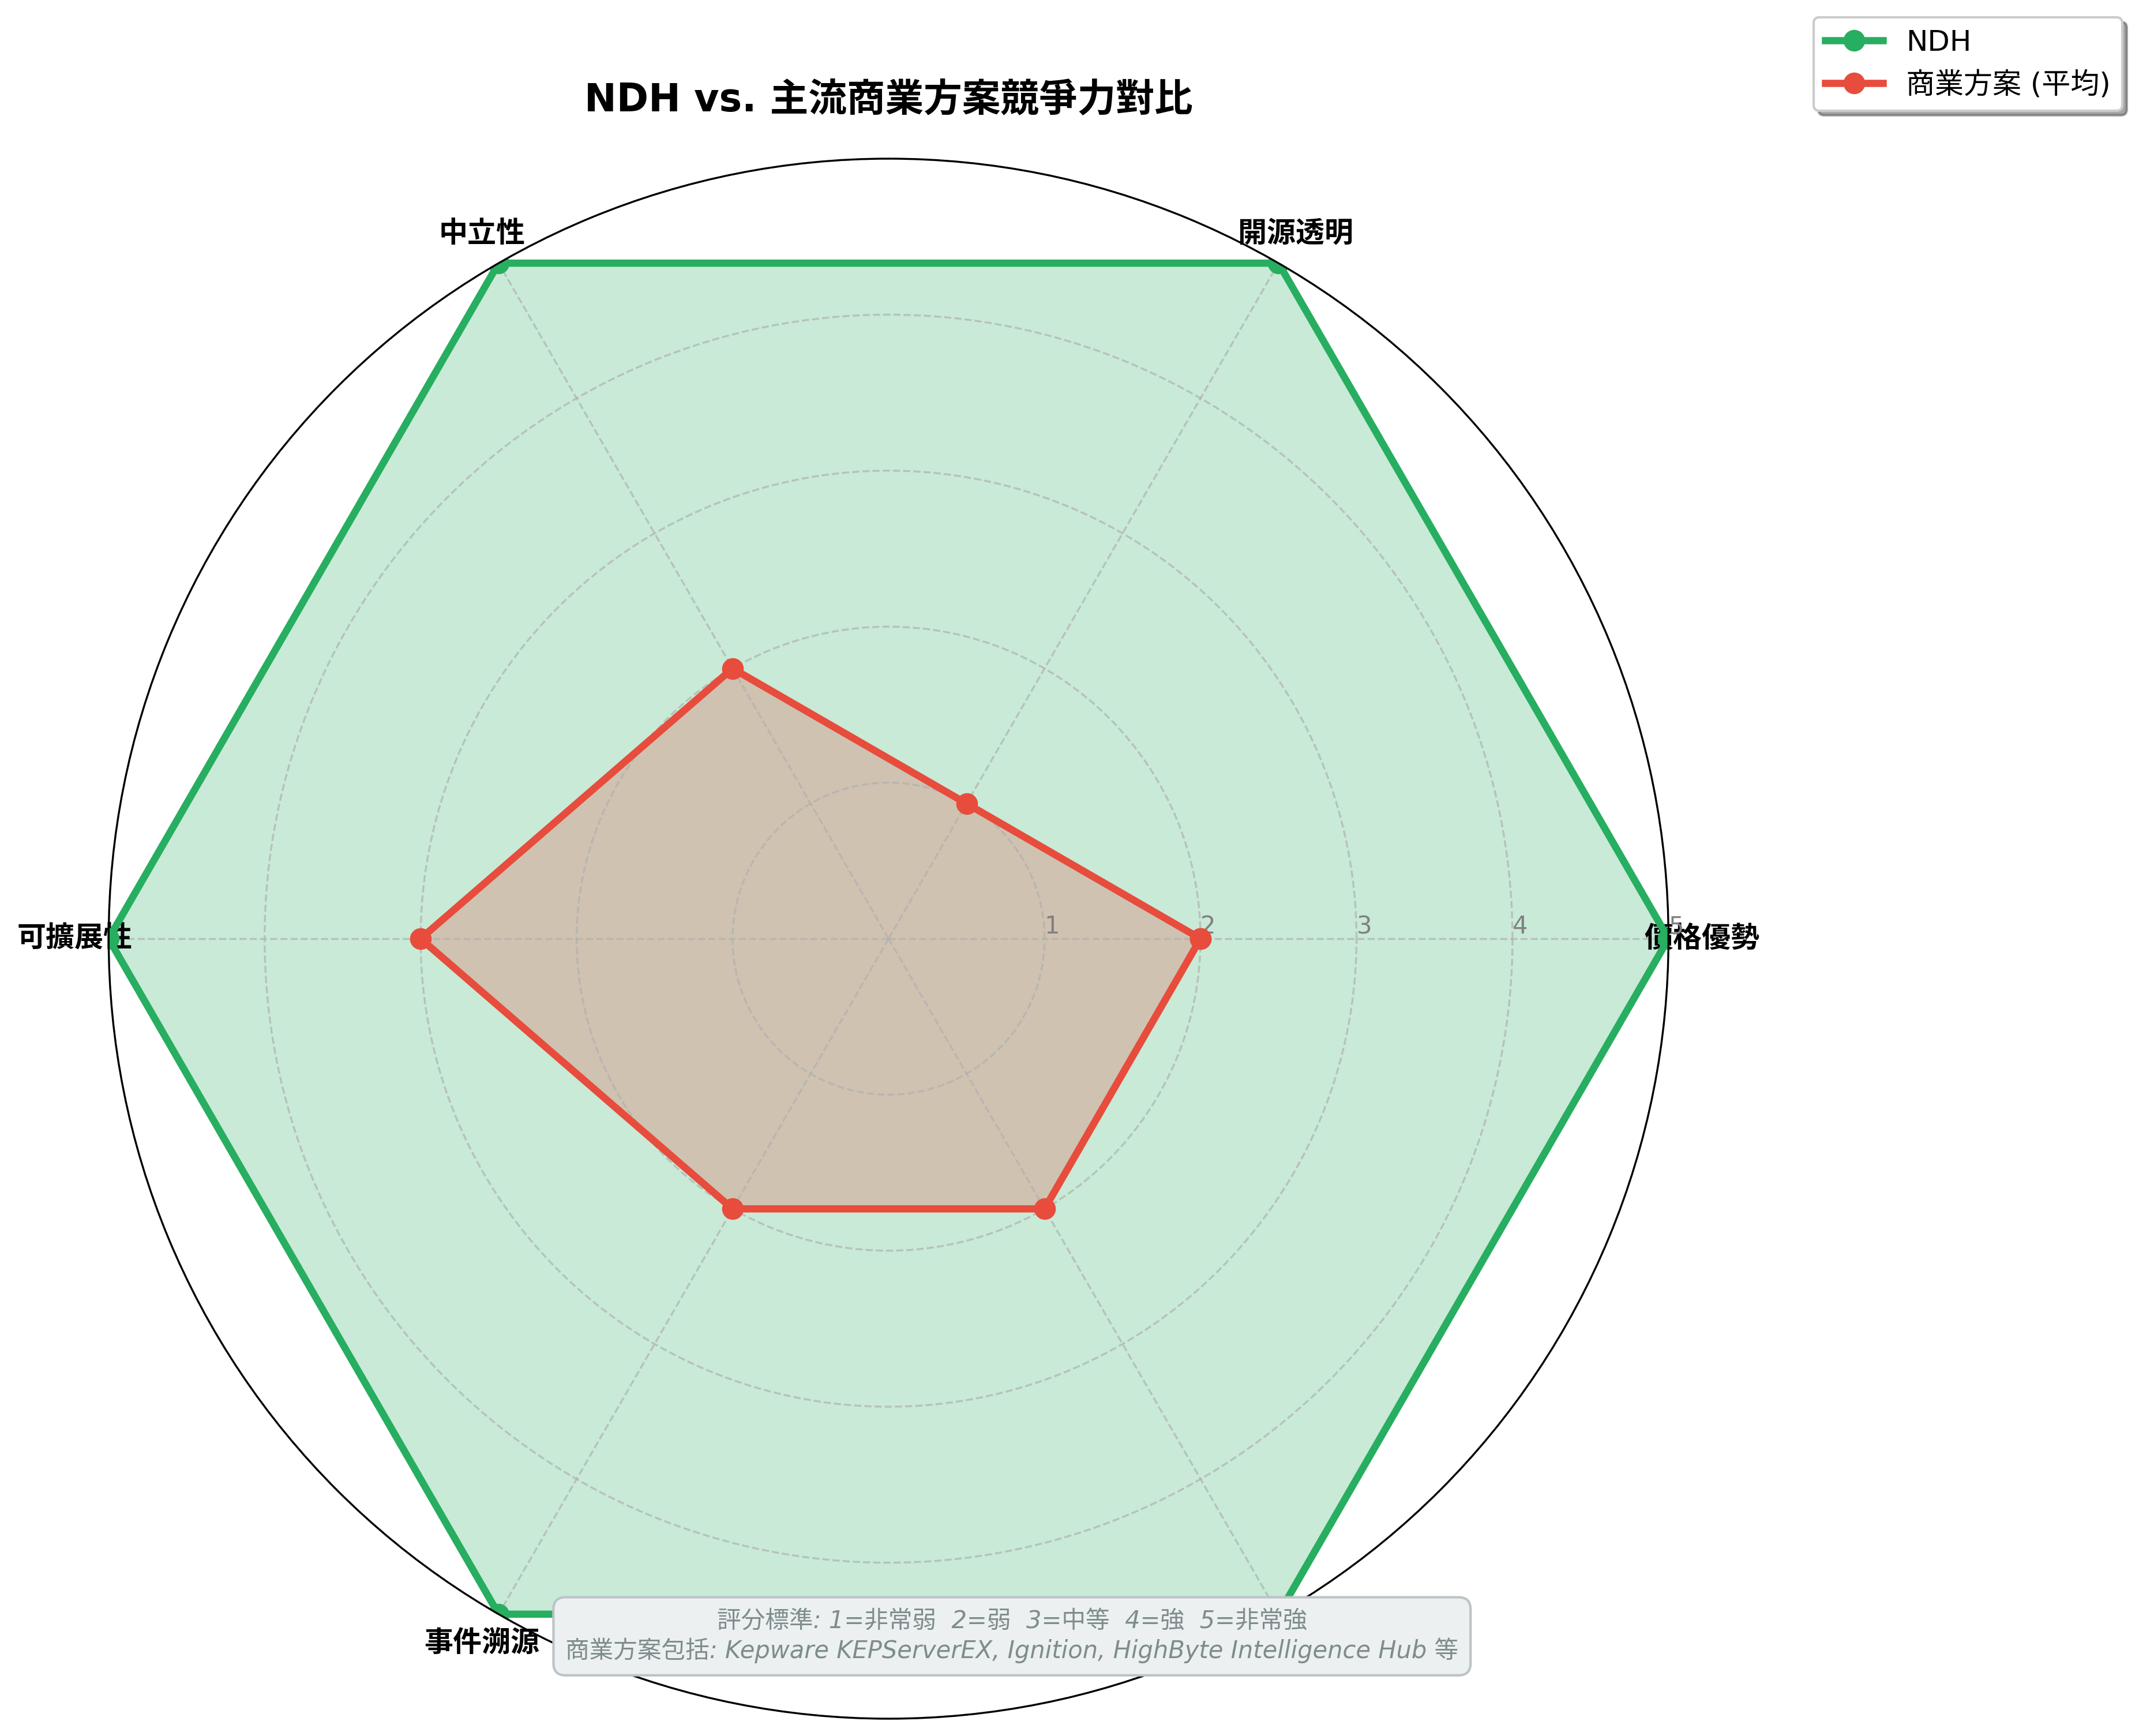 NDH
商業方案 (平均)
NDH vs. 主流商業方案競爭力對比
中立性
開源透明
可擴展性
1
2
3
4
5
價格優勢
事件溯源
評分標準: 1=非常弱 2=弱 3=中等 4=強 5=非常強
商業方案包括: Kepware KEPServerEX, Ignition, HighByte Intelligence Hub 等